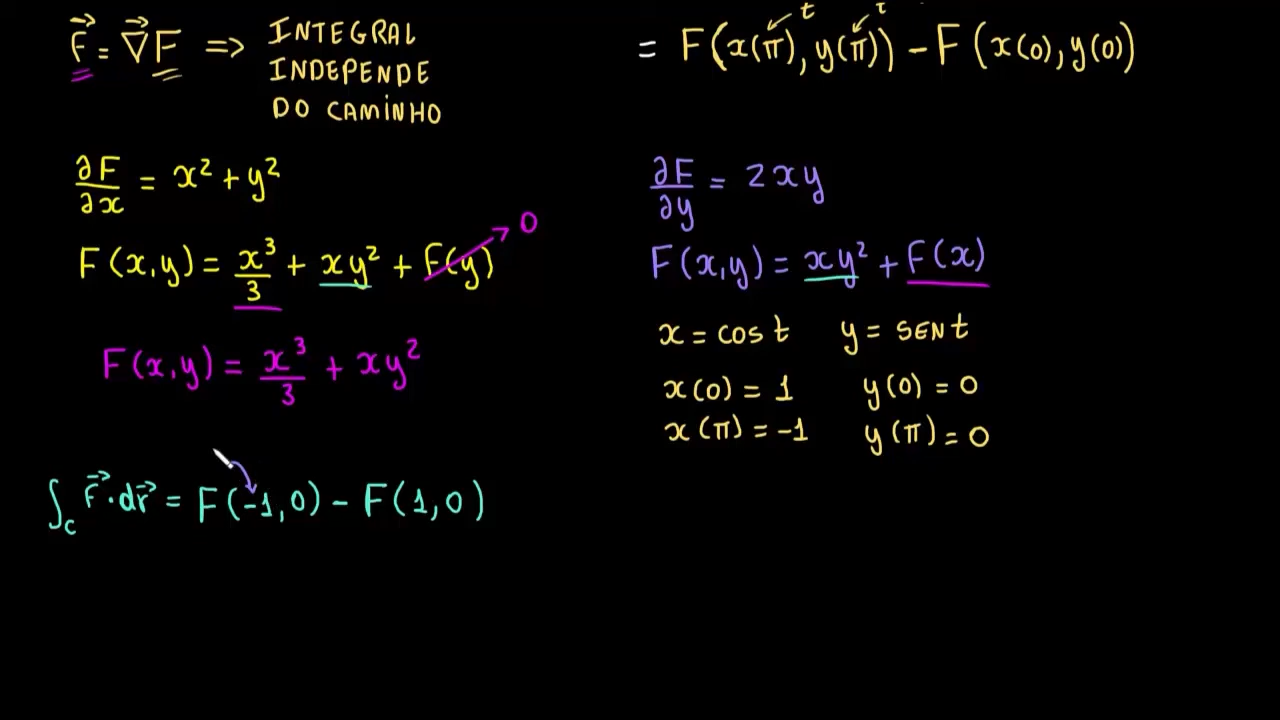 f⃗ = ∇⃗F => INTEGRAL
INDEPENDE
DO CAMINHO
∂F/∂x = x² + y²
F(x,y) = x³/3 + xy² + F(y) → 0
F(x,y) = x³/3 + xy²
∫c f⃗·dr⃗ = F(-1,0) - F(1,0)
t
= F(x(π),y(π)) - F(x(0),y(0))
∂F/∂y = 2xy
F(x,y) = xy² + F(x)
x = cos t y = SEN t
x(0) = 1 y(0) = 0
x(π) = -1 y(π) = 0